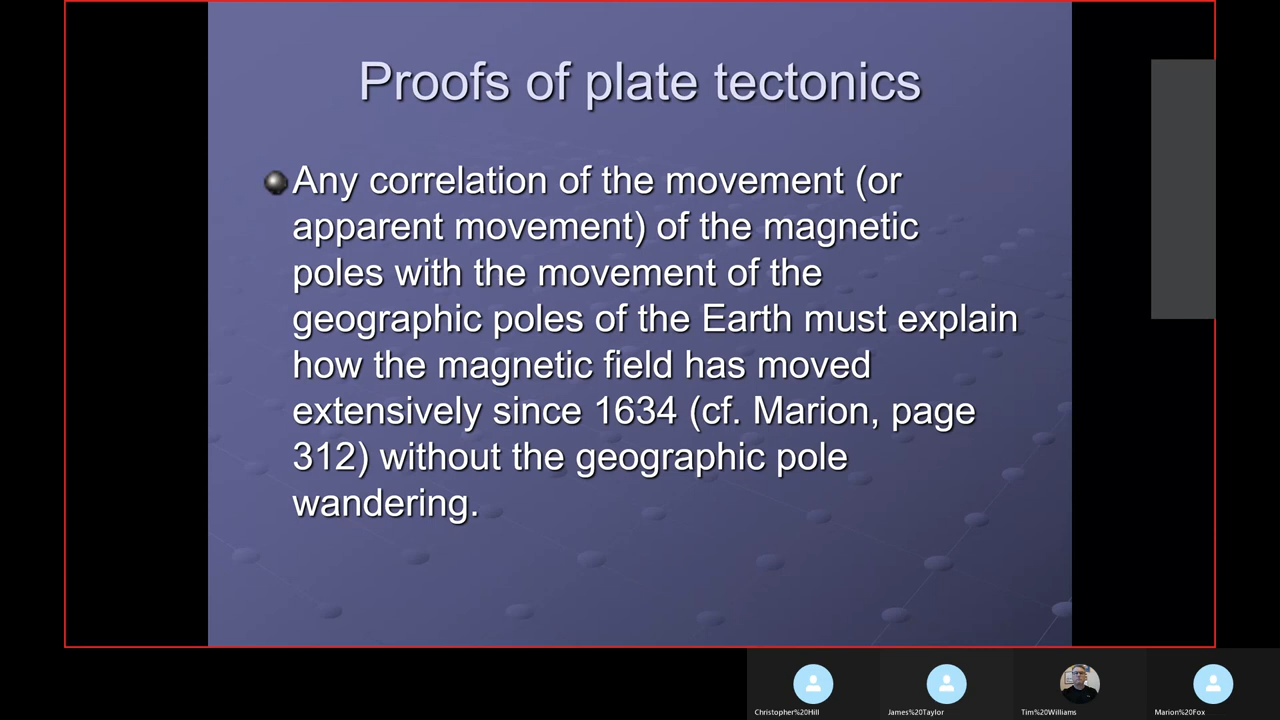 Proofs of plate tectonics
Any correlation of the movement (or
apparent movement) of the magnetic
poles with the movement of the
geographic poles of the Earth must explain
how the magnetic field has moved
extensively since 1634 (cf. Marion, page
312) without the geographic pole
wandering.
Christopher%20Hill
James%20Taylor
Tim%20Williams
Marion%20Fox